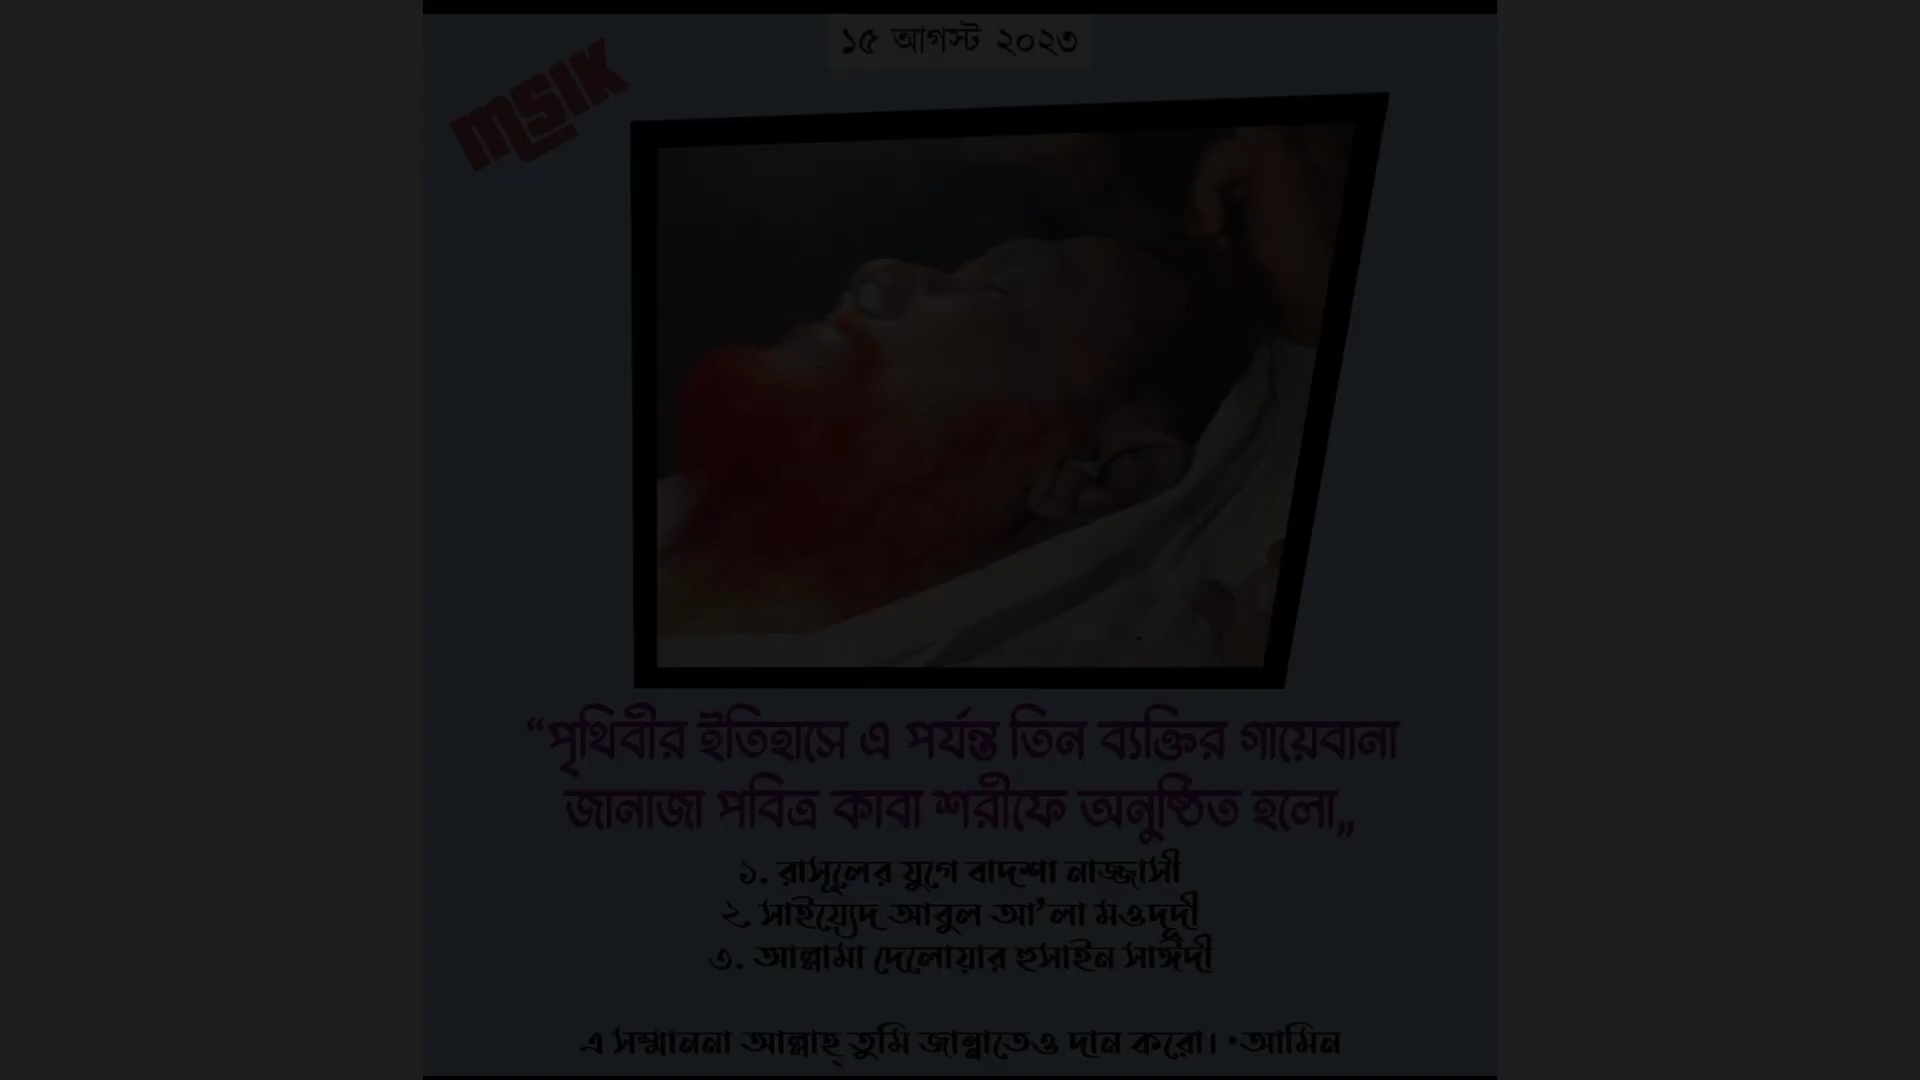 ১৫ আগস্ট ২০২৩
MSIK
“পৃথিবীর ইতিহাসে এ পর্যন্ত তিন ব্যক্তির গায়েবানা
জানাজা পবিত্র কাবা শরীফে অনুষ্ঠিত হলো„
১. রাসূলের যুগে বাদশা নাজ্জাসী
২. সাইয়্যেদ আবুল আ’লা মওদূদী
৩. আল্লামা দেলোয়ার হুসাইন সাঈদী
এ সম্মাননা আল্লাহ্ তুমি জান্নাতেও দান করো। •আমিন